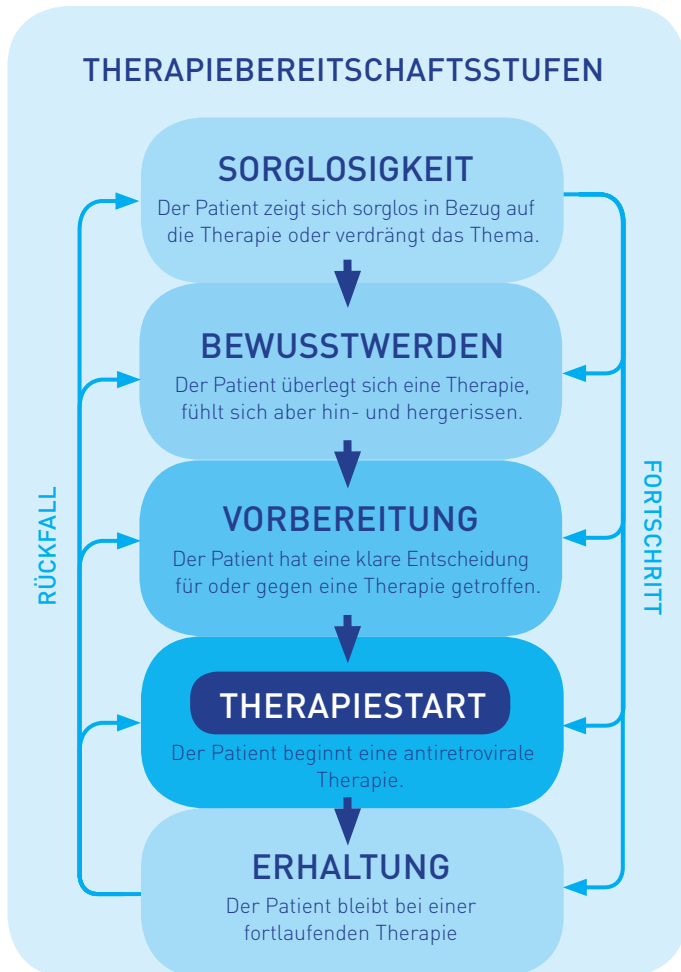 THERAPIEBEREITSCHAFTSSTUFEN
SORGLOSIGKEIT
Der Patient zeigt sich sorglos in Bezug auf
die Therapie oder verdrängt das Thema.
BEWUSSTWERDEN
Der Patient überlegt sich eine Therapie,
fühlt sich aber hin- und hergerissen.
VORBEREITUNG
Der Patient hat eine klare Entscheidung
für oder gegen eine Therapie getroffen.
THERAPIESTART
Der Patient beginnt eine antiretrovirale
Therapie.
ERHALTUNG
Der Patient bleibt bei einer
fortlaufenden Therapie
RÜCKFALL
FORTSCHRITT